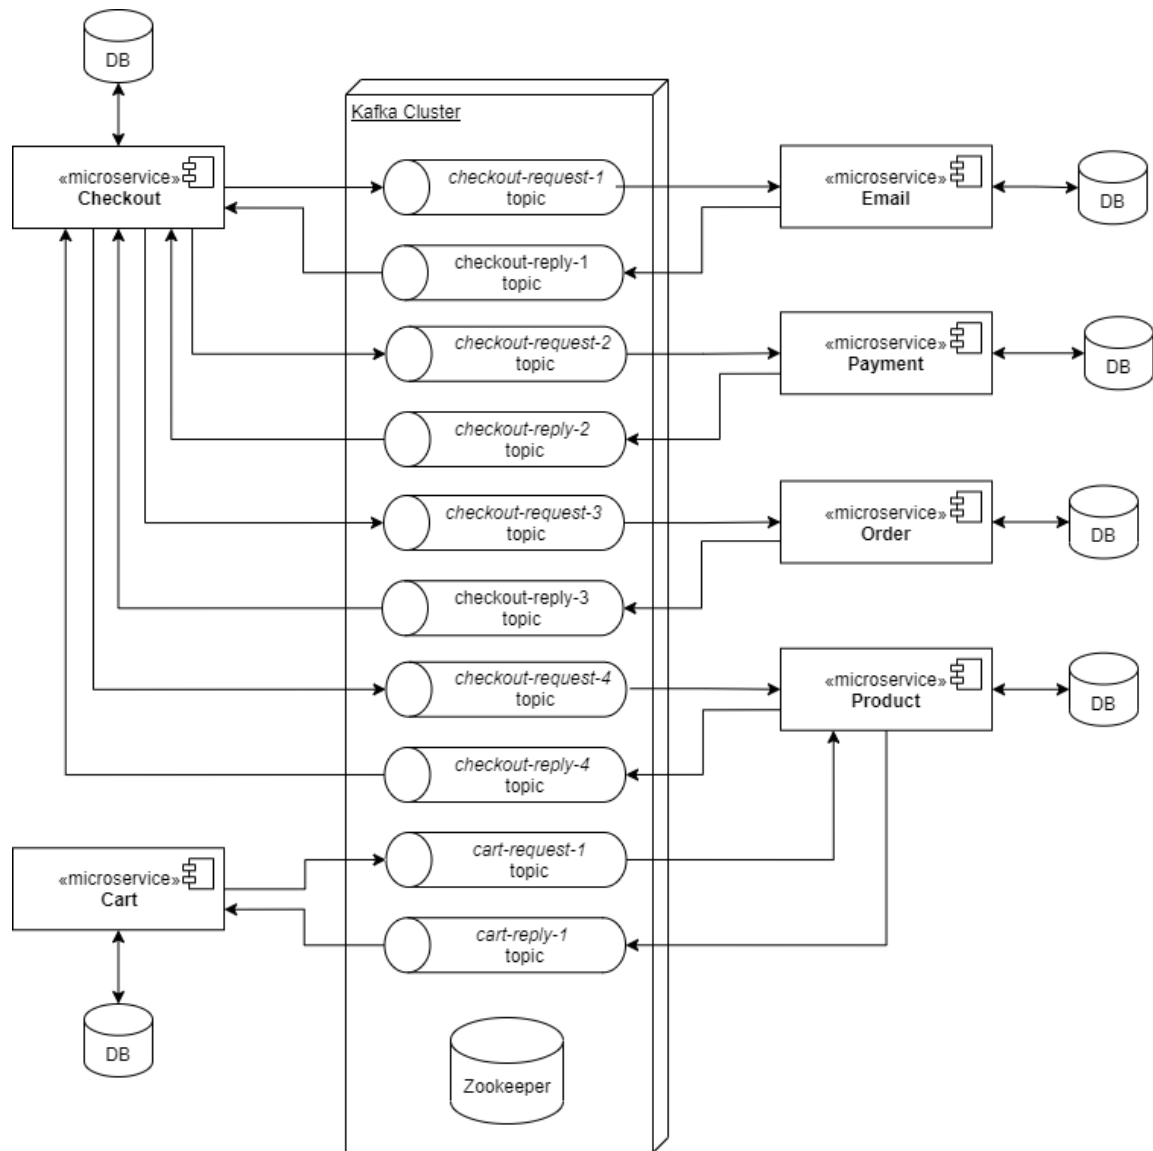 DB
Kafka Cluster
«microservice»
Checkout
checkout-request-1
topic
«microservice»
Email
DB
checkout-reply-1
topic
checkout-request-2
topic
«microservice»
Payment
DB
checkout-reply-2
topic
checkout-request-3
topic
«microservice»
Order
DB
checkout-reply-3
topic
checkout-request-4
topic
«microservice»
Product
DB
checkout-reply-4
topic
cart-request-1
topic
«microservice»
Cart
cart-reply-1
topic
DB
Zookeeper